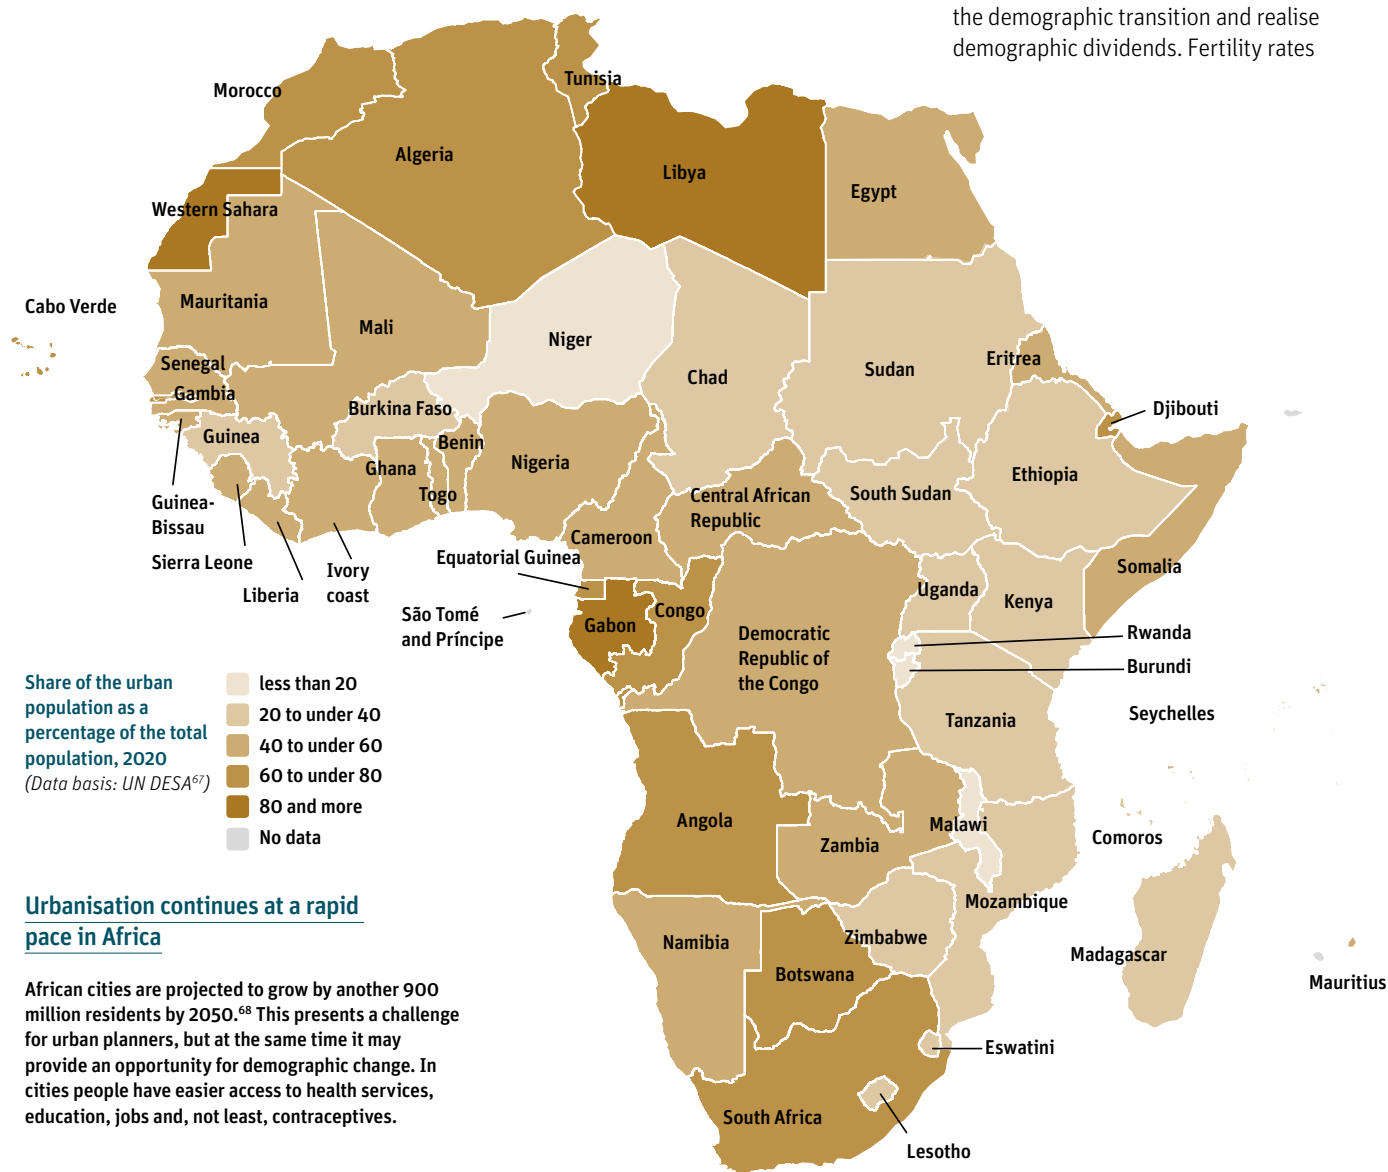 the demographic transition and realise
demographic dividends. Fertility rates
Morocco
Tunisia
Algeria
Libya
Egypt
Western Sahara
Cabo Verde
Mauritania
Mali
Niger
Chad
Sudan
Eritrea
Senegal
Gambia
Burkina Faso
Djibouti
Guinea
Benin
Ghana
Nigeria
Togo
Ethiopia
Central African
Republic
South Sudan
Guinea-
Bissau
Sierra Leone
Cameroon
Equatorial Guinea
Ivory
coast
Liberia
Somalia
Uganda
Kenya
São Tomé
and Príncipe
Gabon
Congo
Democratic
Republic of
the Congo
Rwanda
Burundi
Tanzania
Seychelles
Share of the urban
population as a
percentage of the total
population, 2020
(Data basis: UN DESA67)
less than 20
20 to under 40
40 to under 60
60 to under 80
80 and more
No data
Angola
Malawi
Zambia
Comoros
Mozambique
Namibia
Zimbabwe
Botswana
Madagascar
Mauritius
Eswatini
South Africa
Lesotho
Urbanisation continues at a rapid
pace in Africa
African cities are projected to grow by another 900
million residents by 2050.68 This presents a challenge
for urban planners, but at the same time it may
provide an opportunity for demographic change. In
cities people have easier access to health services,
education, jobs and, not least, contraceptives.